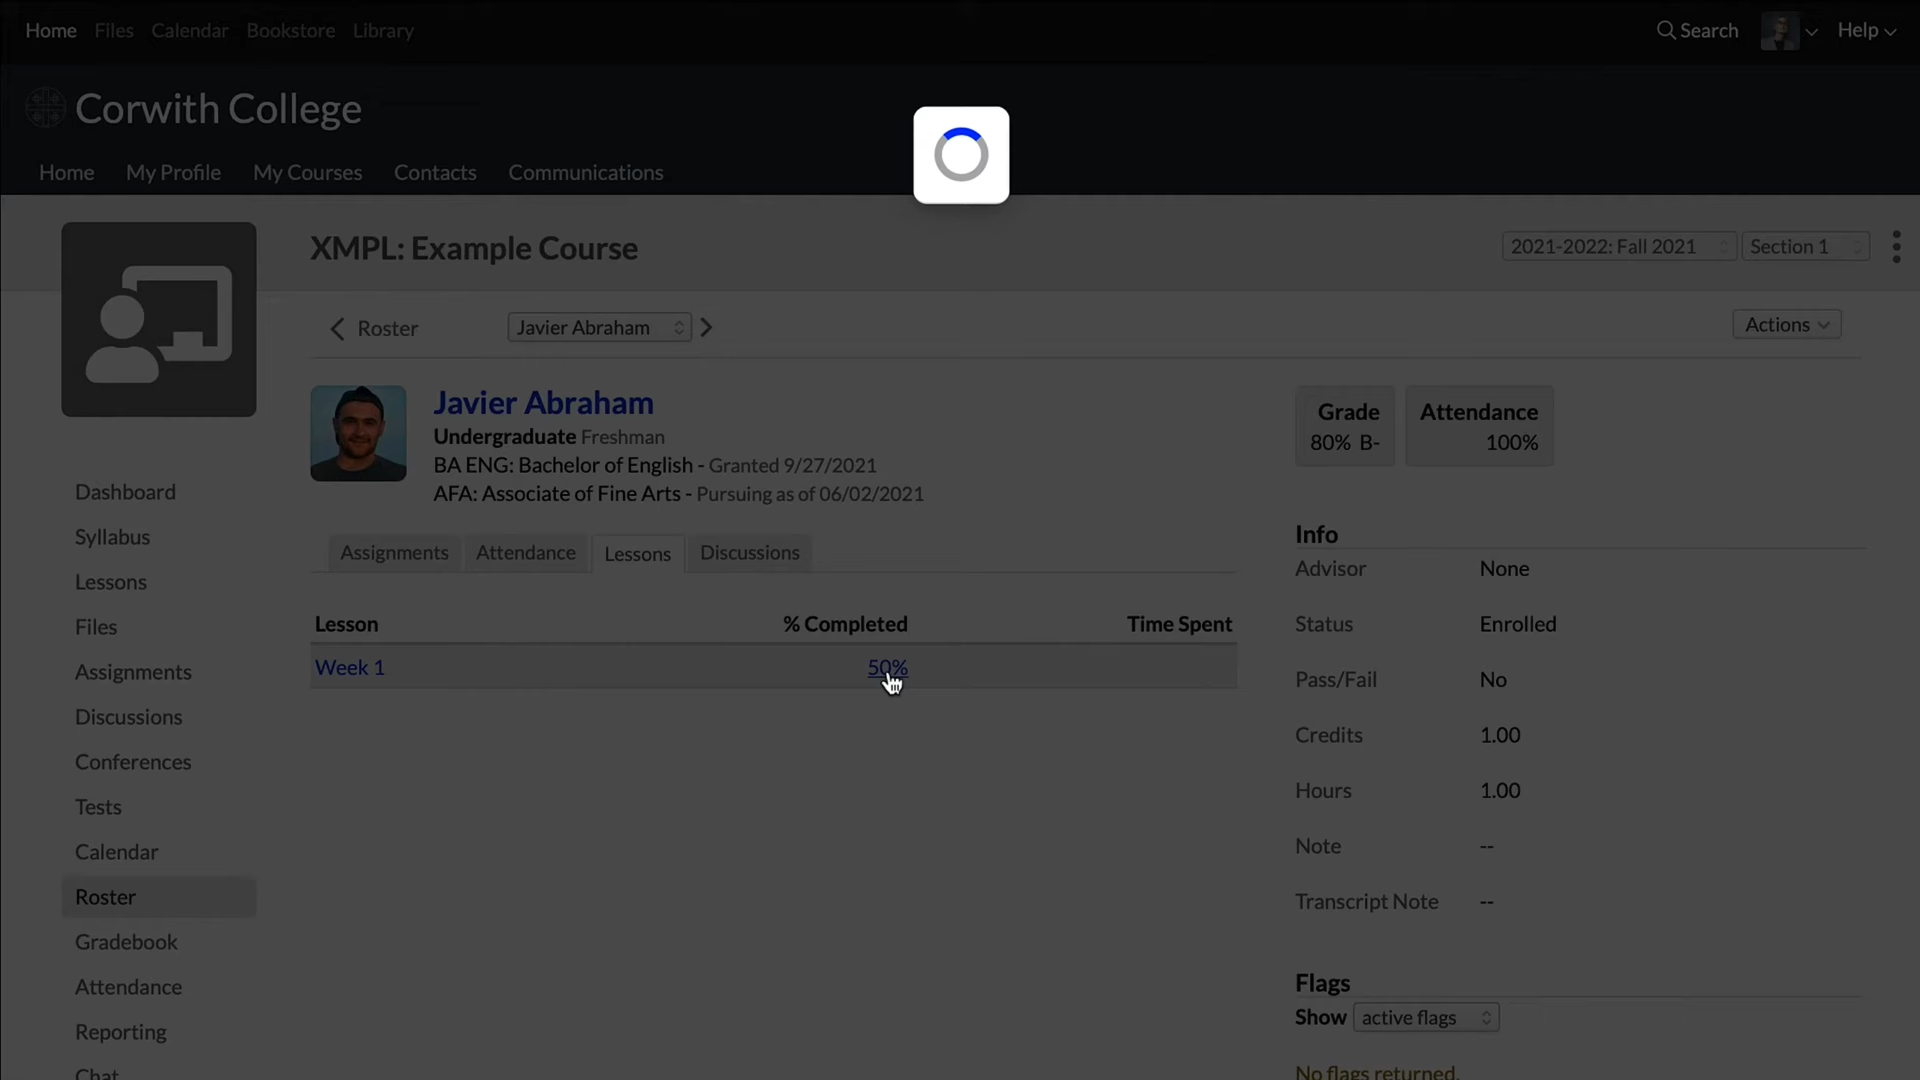 Home Files Calendar Bookstore Library
Search
Help
Corwith College
Home My Profile My Courses Contacts Communications
XMPL: Example Course
2021-2022: Fall 2021
Section 1
Roster
Javier Abraham
Actions
Javier Abraham
Undergraduate Freshman
BA ENG: Bachelor of English - Granted 9/27/2021
AFA: Associate of Fine Arts - Pursuing as of 06/02/2021
Grade
80% B-
Attendance
100%
Assignments Attendance Lessons Discussions
Lesson % Completed Time Spent
Week 1 50%
Info
Advisor None
Status Enrolled
Pass/Fail No
Credits 1.00
Hours 1.00
Note --
Transcript Note --
Flags
Show active flags
No flags returned.
Dashboard
Syllabus
Lessons
Files
Assignments
Discussions
Conferences
Tests
Calendar
Roster
Gradebook
Attendance
Reporting
Chat